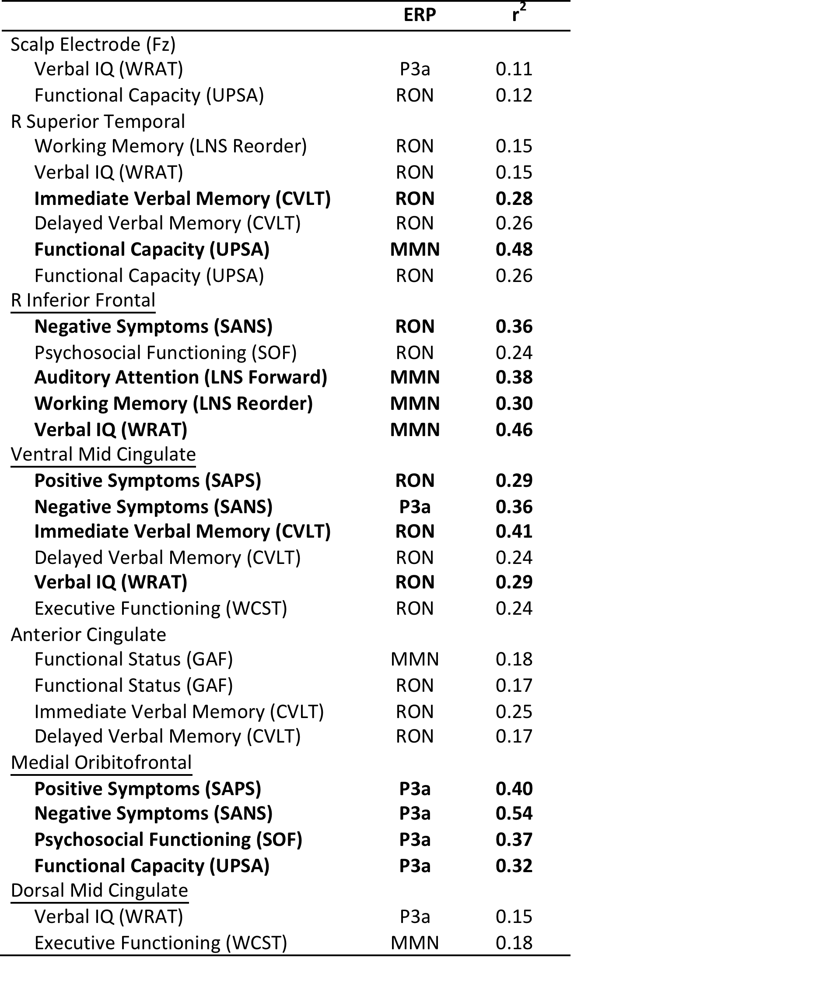 ERP r²
Scalp Electrode (Fz)
Verbal IQ (WRAT) P3a 0.11
Functional Capacity (UPSA) RON 0.12
R Superior Temporal
Working Memory (LNS Reorder) RON 0.15
Verbal IQ (WRAT) RON 0.15
Immediate Verbal Memory (CVLT) RON 0.28
Delayed Verbal Memory (CVLT) RON 0.26
Functional Capacity (UPSA) MMN 0.48
Functional Capacity (UPSA) RON 0.26
R Inferior Frontal
Negative Symptoms (SANS) RON 0.36
Psychosocial Functioning (SOF) RON 0.24
Auditory Attention (LNS Forward) MMN 0.38
Working Memory (LNS Reorder) MMN 0.30
Verbal IQ (WRAT) MMN 0.46
Ventral Mid Cingulate
Positive Symptoms (SAPS) RON 0.29
Negative Symptoms (SANS) P3a 0.36
Immediate Verbal Memory (CVLT) RON 0.41
Delayed Verbal Memory (CVLT) RON 0.24
Verbal IQ (WRAT) RON 0.29
Executive Functioning (WCST) RON 0.24
Anterior Cingulate
Functional Status (GAF) MMN 0.18
Functional Status (GAF) RON 0.17
Immediate Verbal Memory (CVLT) RON 0.25
Delayed Verbal Memory (CVLT) RON 0.17
Medial Oribitofrontal
Positive Symptoms (SAPS) P3a 0.40
Negative Symptoms (SANS) P3a 0.54
Psychosocial Functioning (SOF) P3a 0.37
Functional Capacity (UPSA) P3a 0.32
Dorsal Mid Cingulate
Verbal IQ (WRAT) P3a 0.15
Executive Functioning (WCST) MMN 0.18